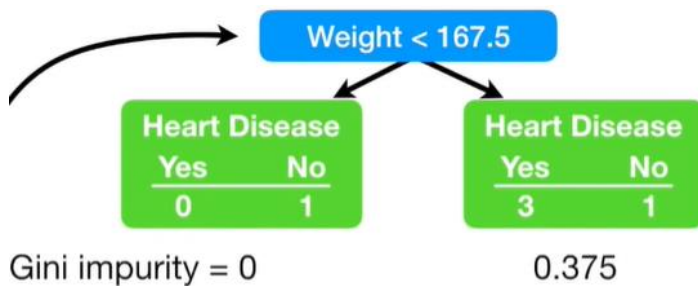 Weight < 167.5
Heart Disease
Yes No
0 1
Heart Disease
Yes No
3 1
Gini impurity = 0
0.375